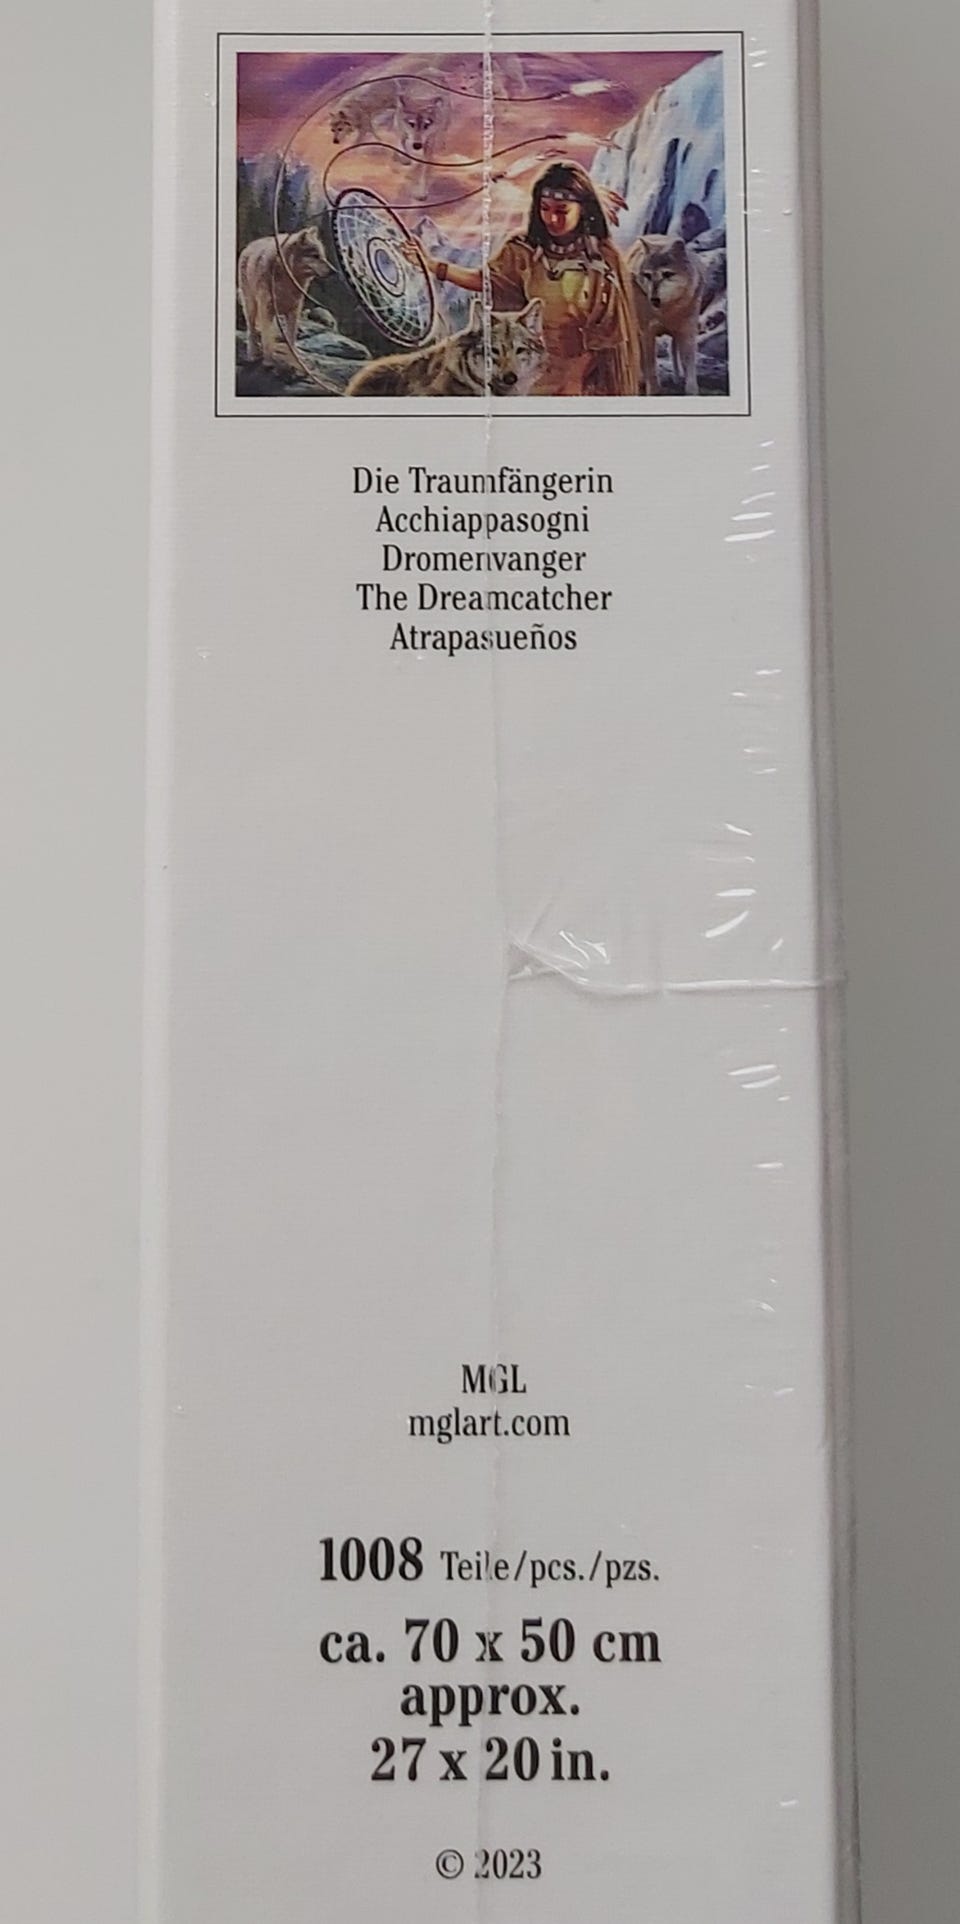 Die Traumfängerin
Acchiappasogni
Dromenvanger
The Dreamcatcher
Atrapasueños
MGL
mglart.com
1008 Teile/pcs./pzs.
ca. 70 x 50 cm
approx.
27 x 20 in.
© 2023